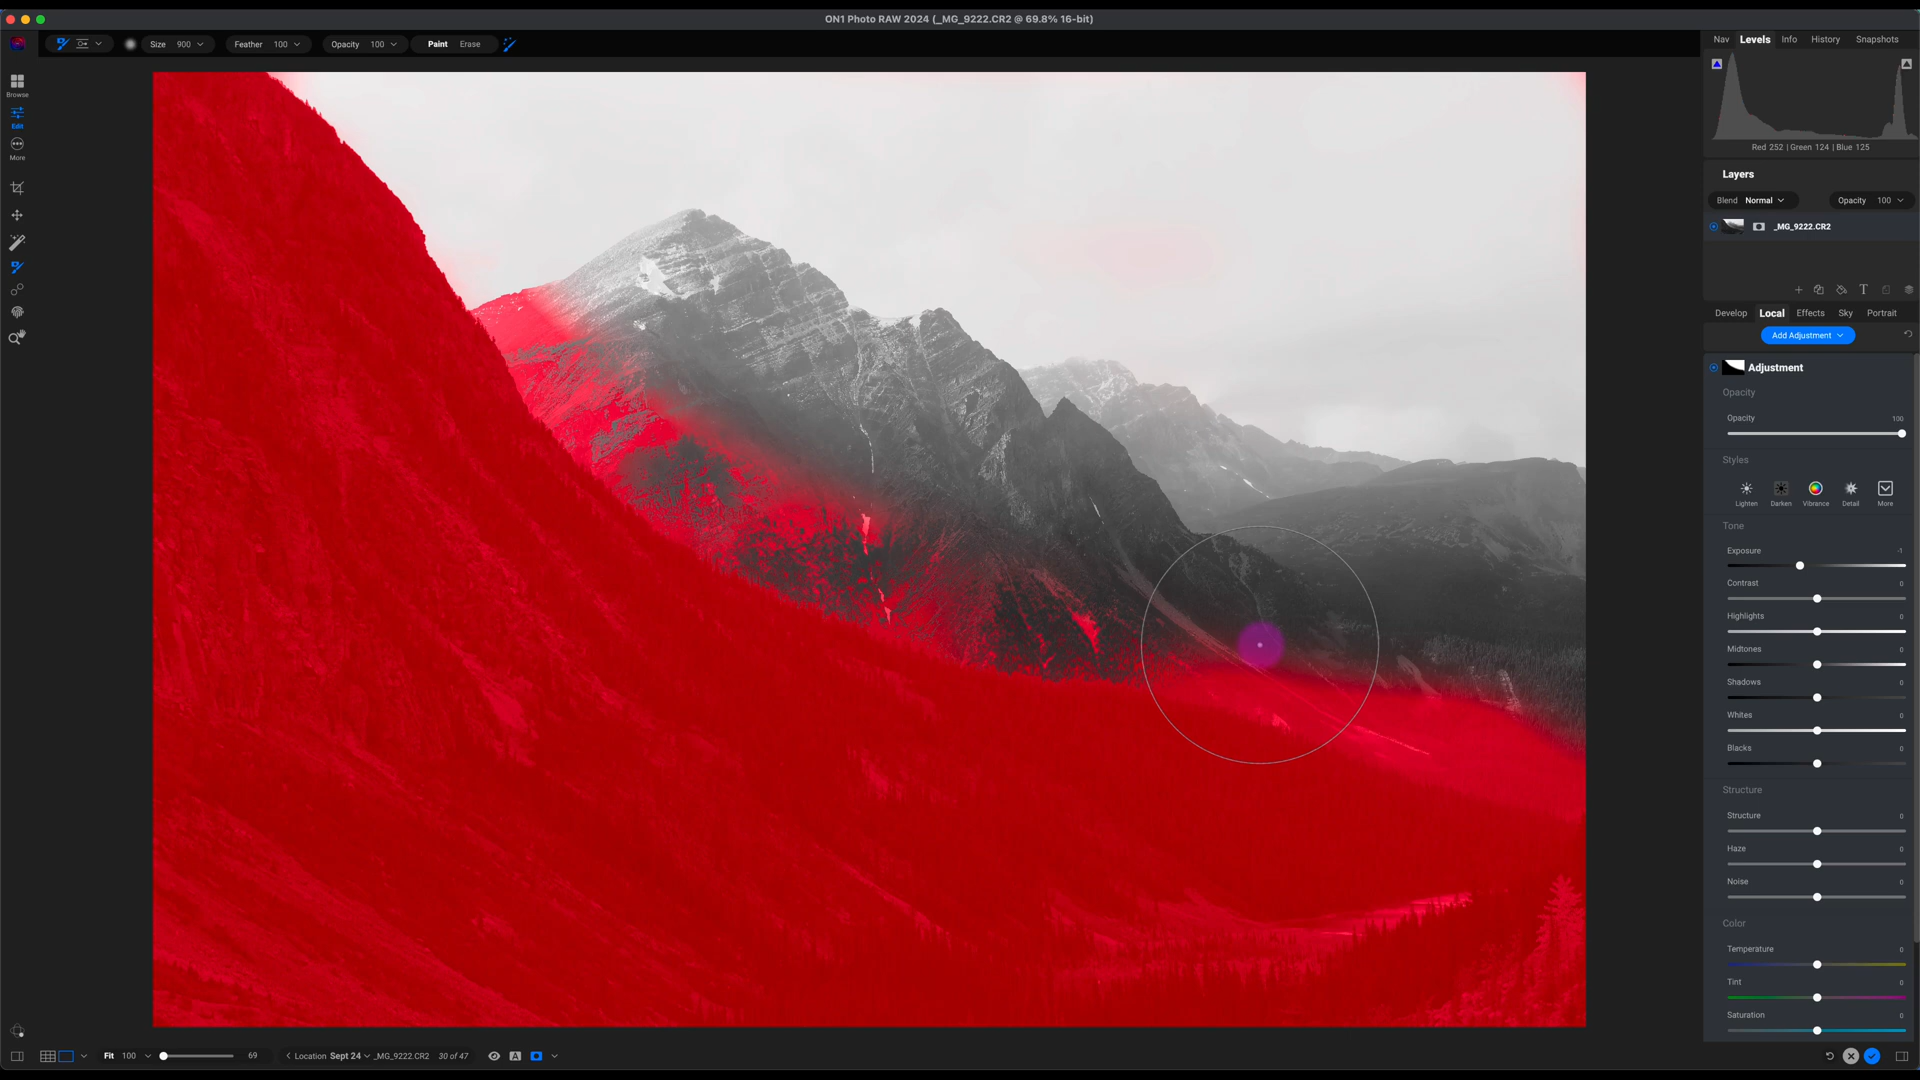 ON1 Photo RAW 2024 (_MG_9222.CR2 @ 69.8% 16-bit)
Size 900 Feather 100 Opacity 100 Paint Erase
Nav Levels Info History Snapshots
Browse
Edit
More
Red 252 | Green 124 | Blue 125
Layers
Blend Normal Opacity 100
_MG_9222.CR2
T
Develop Local Effects Sky Portrait
Add Adjustment
Adjustment
Opacity
Opacity 100
Styles
Lighten Darken Vibrance Detail More
Tone
Exposure -1
Contrast 0
Highlights 0
Midtones 0
Shadows 0
Whites 0
Blacks 0
Structure
Structure 0
Haze 0
Noise 0
Color
Temperature 0
Tint 0
Saturation 0
Fit 100 69 Location Sept 24 _MG_9222.CR2 30 of 47 A